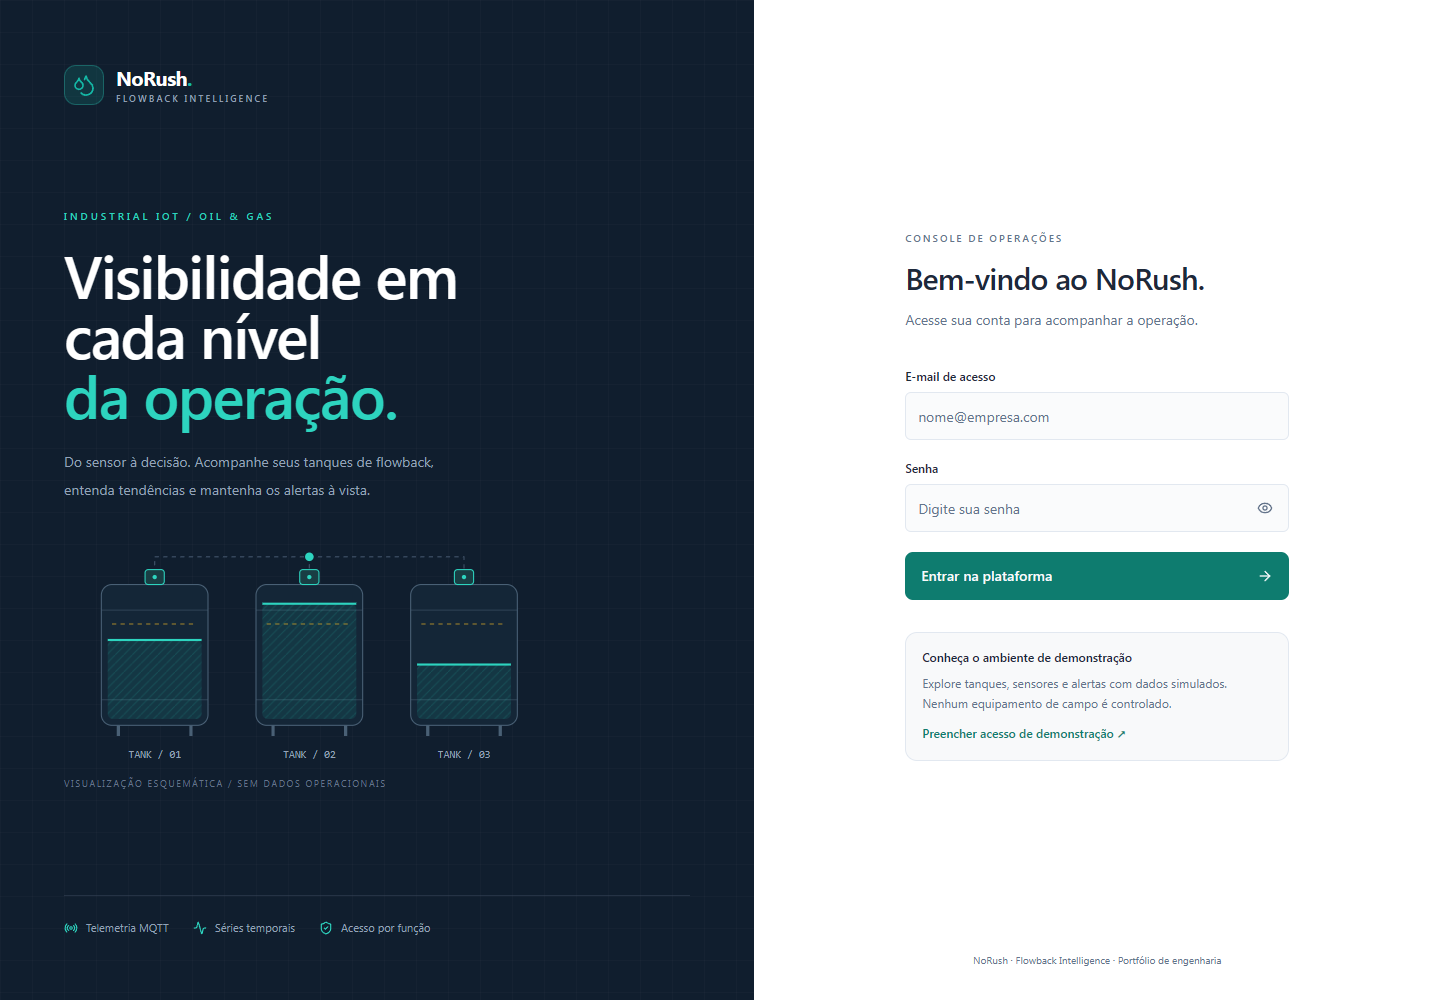 NoRush.
FLOWBACK INTELLIGENCE
INDUSTRIAL IOT / OIL & GAS
Visibilidade em
cada nível
da operação.
Do sensor à decisão. Acompanhe seus tanques de flowback,
entenda tendências e mantenha os alertas à vista.
TANK / 01
TANK / 02
TANK / 03
VISUALIZAÇÃO ESQUEMÁTICA / SEM DADOS OPERACIONAIS
Telemetria MQTT
Séries temporais
Acesso por função
CONSOLE DE OPERAÇÕES
Bem-vindo ao NoRush.
Acesse sua conta para acompanhar a operação.
E-mail de acesso
nome@empresa.com
Senha
Digite sua senha
Entrar na plataforma
Conheça o ambiente de demonstração
Explore tanques, sensores e alertas com dados simulados.
Nenhum equipamento de campo é controlado.
Preencher acesso de demonstração ↗
NoRush · Flowback Intelligence · Portfólio de engenharia